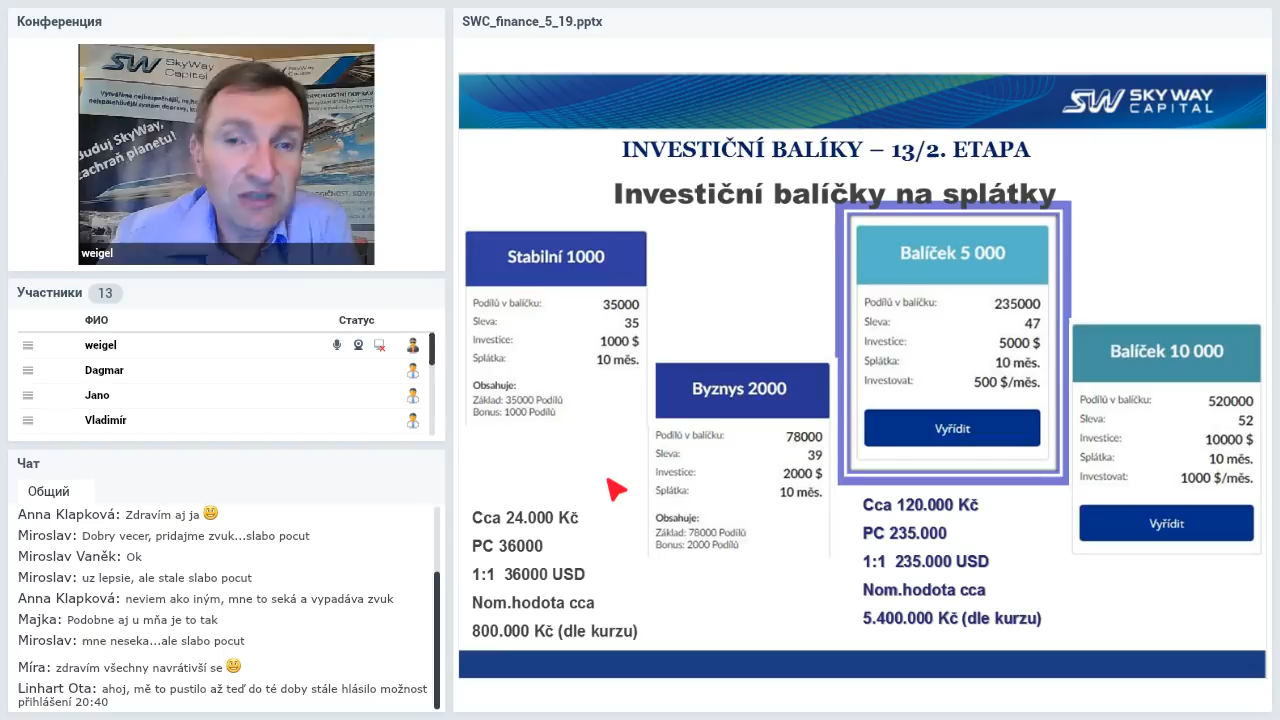 Конференция
SW SkyWay
Capital
Buduj SkyWay,
zachraň planetu!
weigel
Участники 13
ФИО Статус
weigel
Dagmar
Jano
Vladimír
Чат
Общий
Anna Klapková: Zdravím aj ja
Miroslav: Dobry vecer, pridajme zvuk...slabo pocut
Miroslav Vaněk: Ok
Miroslav: uz lepsie, ale stale slabo pocut
Anna Klapková: neviem ako iným, mne to seká a vypadáva zvuk
Majka: Podobne aj u mňa je to tak
Miroslav: mne neseka...ale slabo pocut
Míra: zdravím všechny navrátivší se
Linhart Ota: ahoj, mě to pustilo až teď do té doby stále hlásilo možnost
přihlášení 20:40
SWC_finance_5_19.pptx
SW SKY WAY
CAPITAL
INVESTIČNÍ BALÍKY – 13/2. ETAPA
Investiční balíčky na splátky
Stabilní 1000
Podílů v balíčku: 35000
Sleva: 35
Investice: 1000 $
Splátka: 10 měs.
Obsahuje:
Základ: 35000 Podílů
Bonus: 1000 Podílů
Cca 24.000 Kč
PC 36000
1:1 36000 USD
Nom.hodota cca
800.000 Kč (dle kurzu)
Byznys 2000
Podílů v balíčku: 78000
Sleva: 39
Investice: 2000 $
Splátka: 10 měs.
Obsahuje:
Základ: 78000 Podílů
Bonus: 2000 Podílů
Balíček 5 000
Podílů v balíčku: 235000
Sleva: 47
Investice: 5000 $
Splátka: 10 měs.
Investovat: 500 $/měs.
Vyřídit
Cca 120.000 Kč
PC 235.000
1:1 235.000 USD
Nom.hodota cca
5.400.000 Kč (dle kurzu)
Balíček 10 000
Podílů v balíčku: 520000
Sleva: 52
Investice: 10000 $
Splátka: 10 měs.
Investovat: 1000 $/měs.
Vyřídit